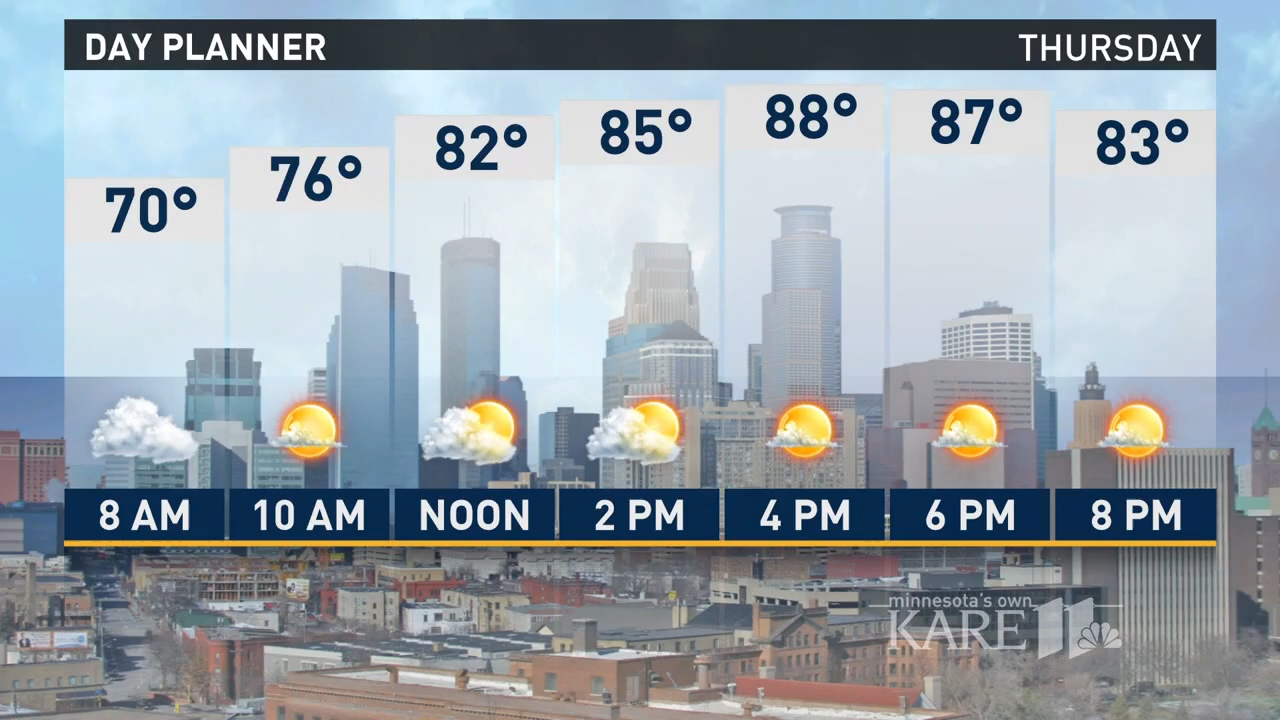 DAY PLANNER
THURSDAY
70°
76°
82°
85°
88°
87°
83°
8 AM
10 AM
NOON
2 PM
4 PM
6 PM
8 PM
minnesota's own
KARE 11